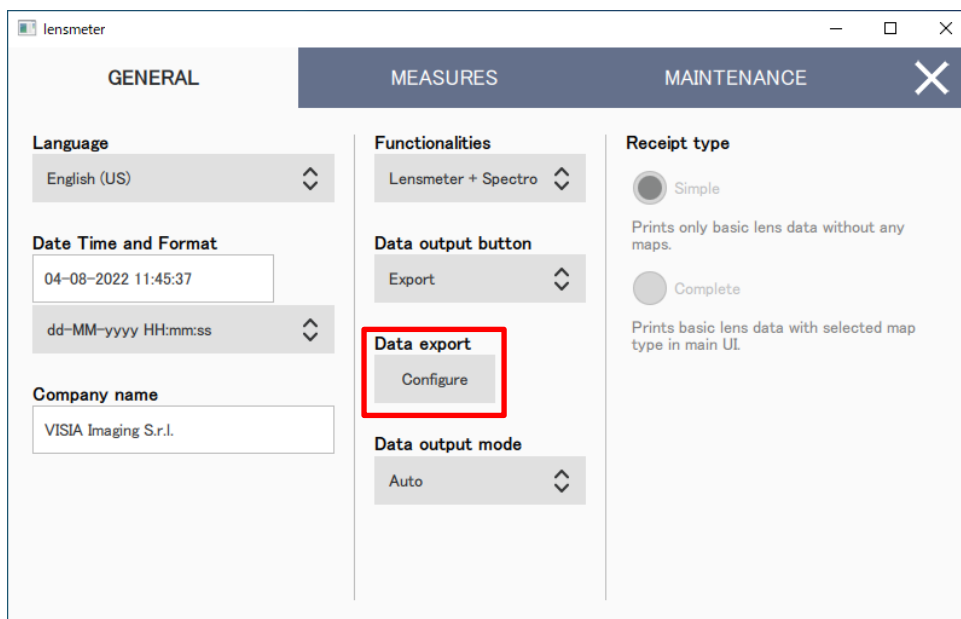 lensmeter
GENERAL
MEASURES
MAINTENANCE
Language
English (US)
Date Time and Format
04-08-2022 11:45:37
dd-MM-yyyy HH:mm:ss
Company name
VISIA Imaging S.r.l.
Functionalities
Lensmeter + Spectro
Data output button
Export
Data export
Configure
Data output mode
Auto
Receipt type
Simple
Prints only basic lens data without any
maps.
Complete
Prints basic lens data with selected map
type in main UI.